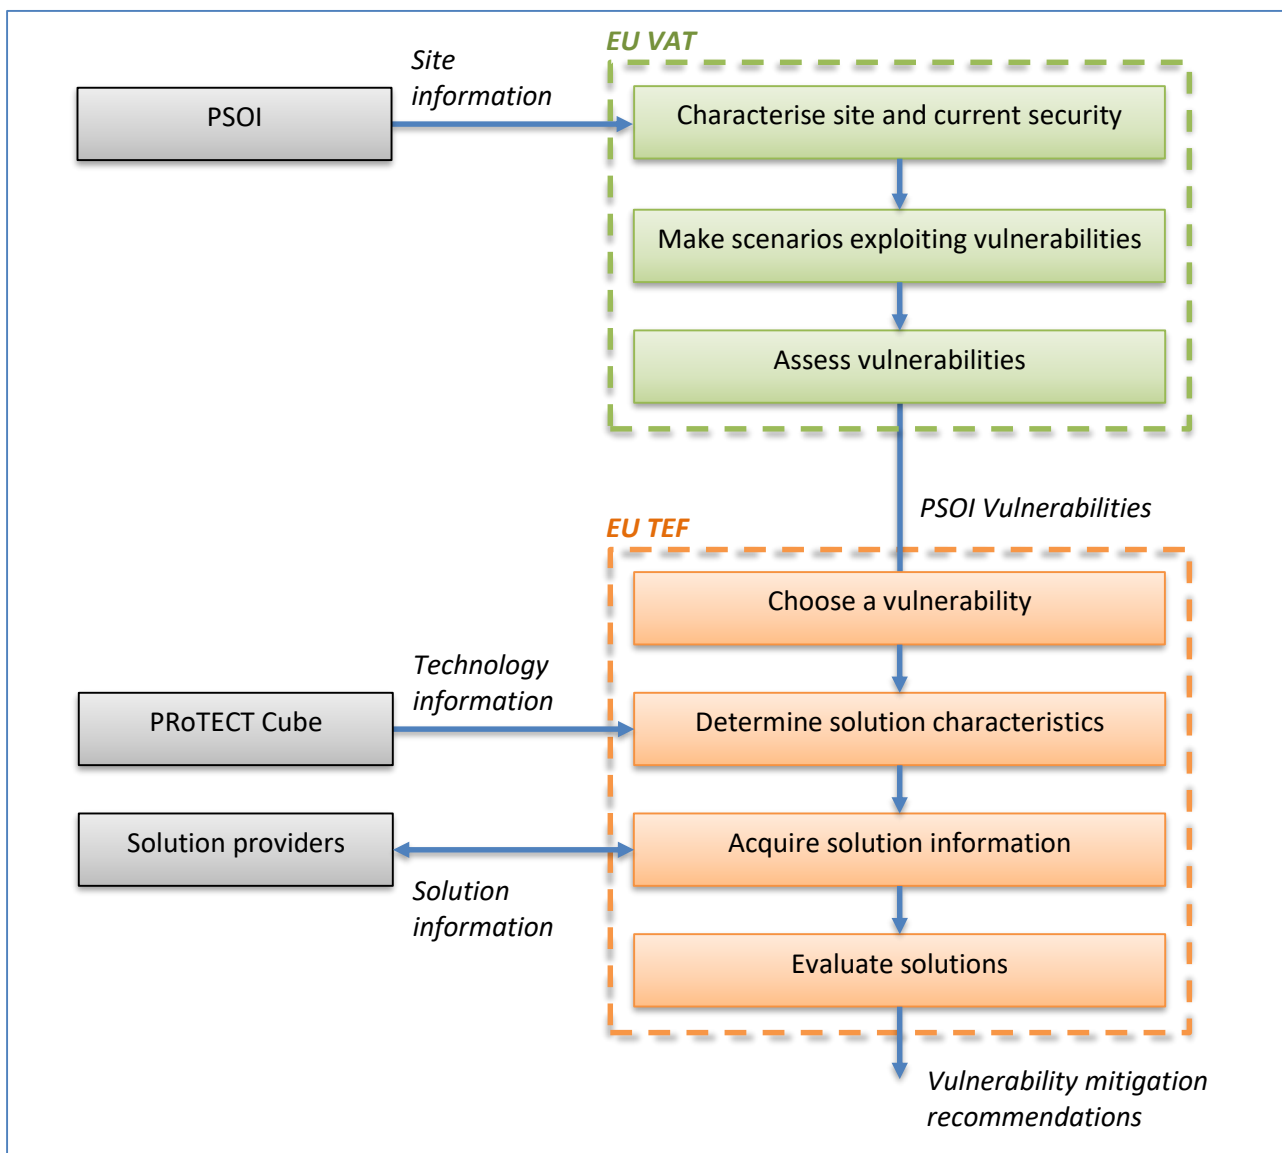 EU VAT
Site
information
PSOI
Characterise site and current security
Make scenarios exploiting vulnerabilities
Assess vulnerabilities
PSOI Vulnerabilities
EU TEF
Choose a vulnerability
Technology
information
PRoTECT Cube
Determine solution characteristics
Solution providers
Acquire solution information
Solution
information
Evaluate solutions
Vulnerability mitigation
recommendations